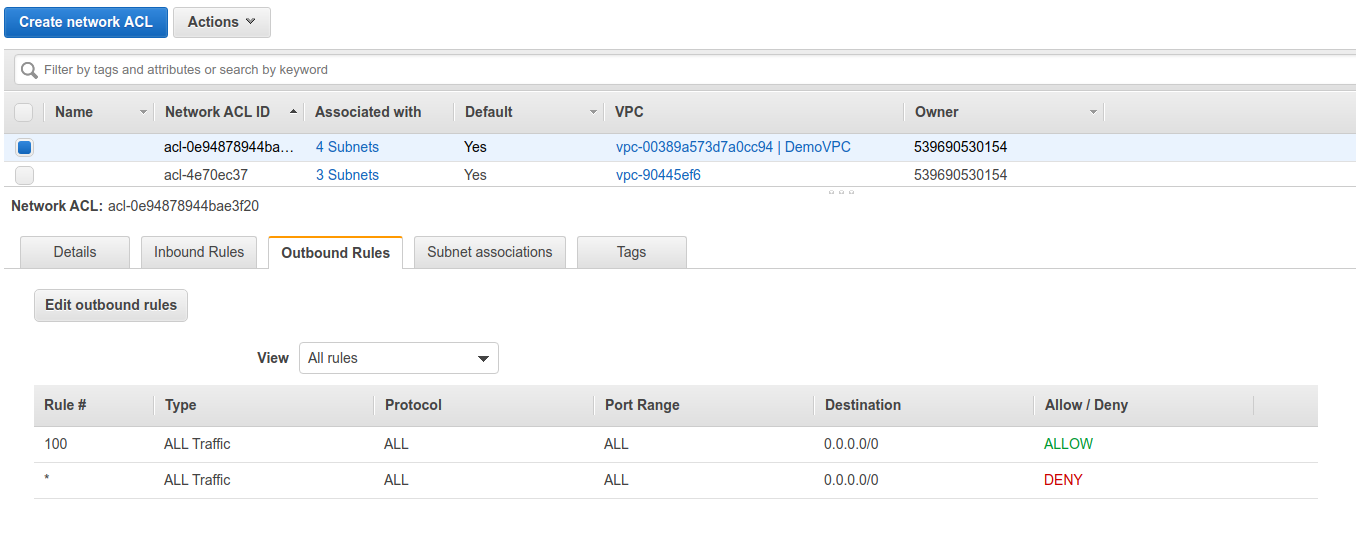 Create network ACL Actions
Filter by tags and attributes or search by keyword
Name Network ACL ID Associated with Default VPC Owner
acl-0e94878944ba… 4 Subnets Yes vpc-00389a573d7a0cc94 | DemoVPC 539690530154
acl-4e70ec37 3 Subnets Yes vpc-90445ef6 539690530154
Network ACL: acl-0e94878944bae3f20
Details Inbound Rules Outbound Rules Subnet associations Tags
Edit outbound rules
View All rules
Rule # Type Protocol Port Range Destination Allow / Deny
100 ALL Traffic ALL ALL 0.0.0.0/0 ALLOW
* ALL Traffic ALL ALL 0.0.0.0/0 DENY